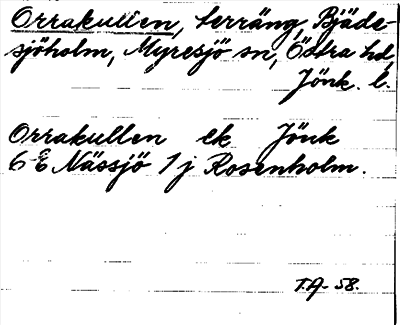 Orrakullen, terräng, Bjäde-
sjöholm, Myresjö sn, Östra hd,
Jönk. l.
Orrakullen ek Jönk
6 E Nässjö 1 j Rosenholm.
T.A. 58.